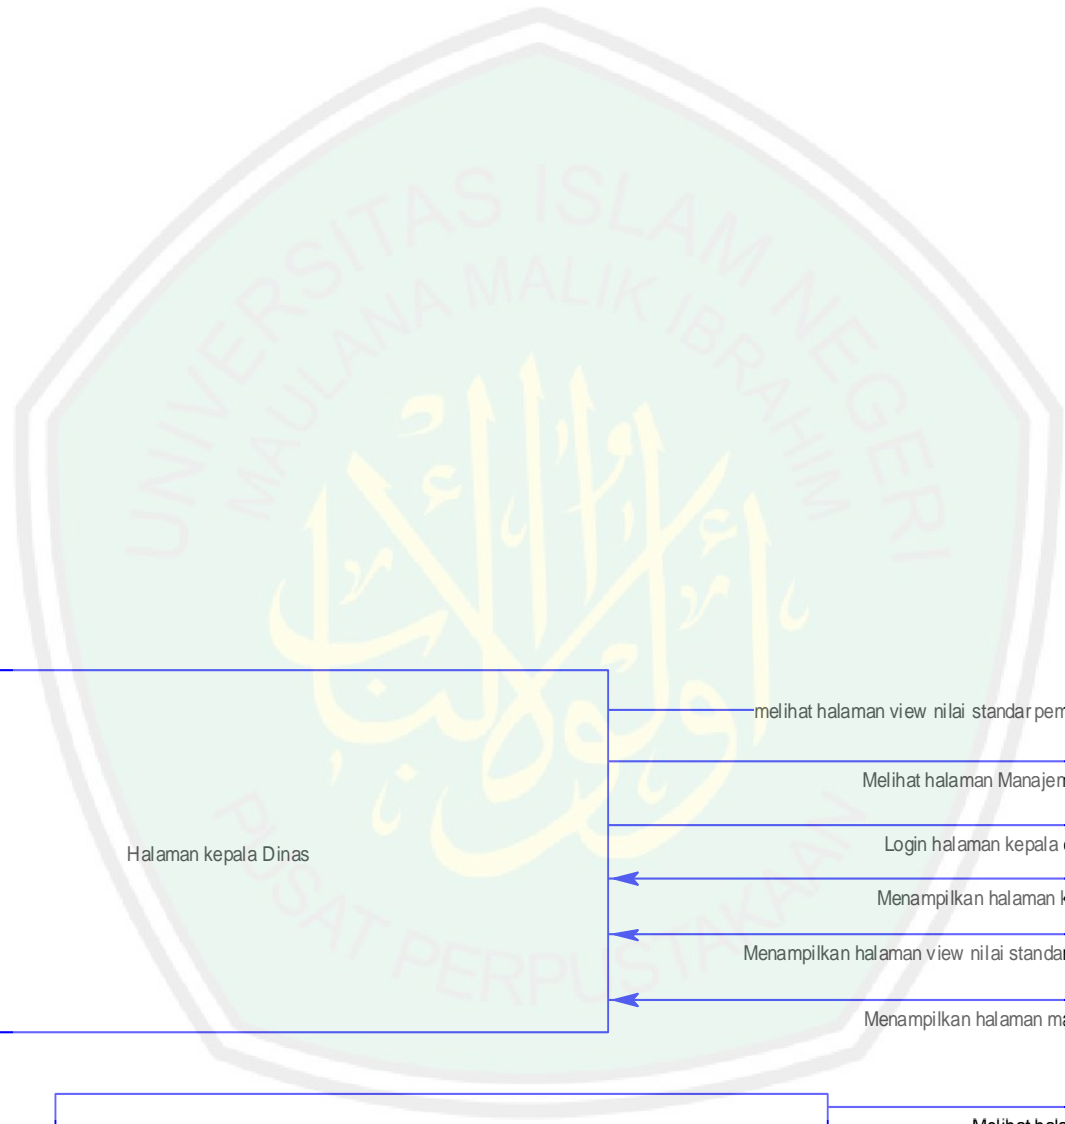 UNIVERSITAS ISLAM NEGERI
MAULANA MALIK IBRAHIM
PUSAT PERPUSTAKAAN
melihat halaman view nilai standar pem
Melihat halaman Manajem
Halaman kepala Dinas
Login halaman kepala
Menampilkan halaman k
Menampilkan halaman view nilai standar
Menampilkan halaman ma